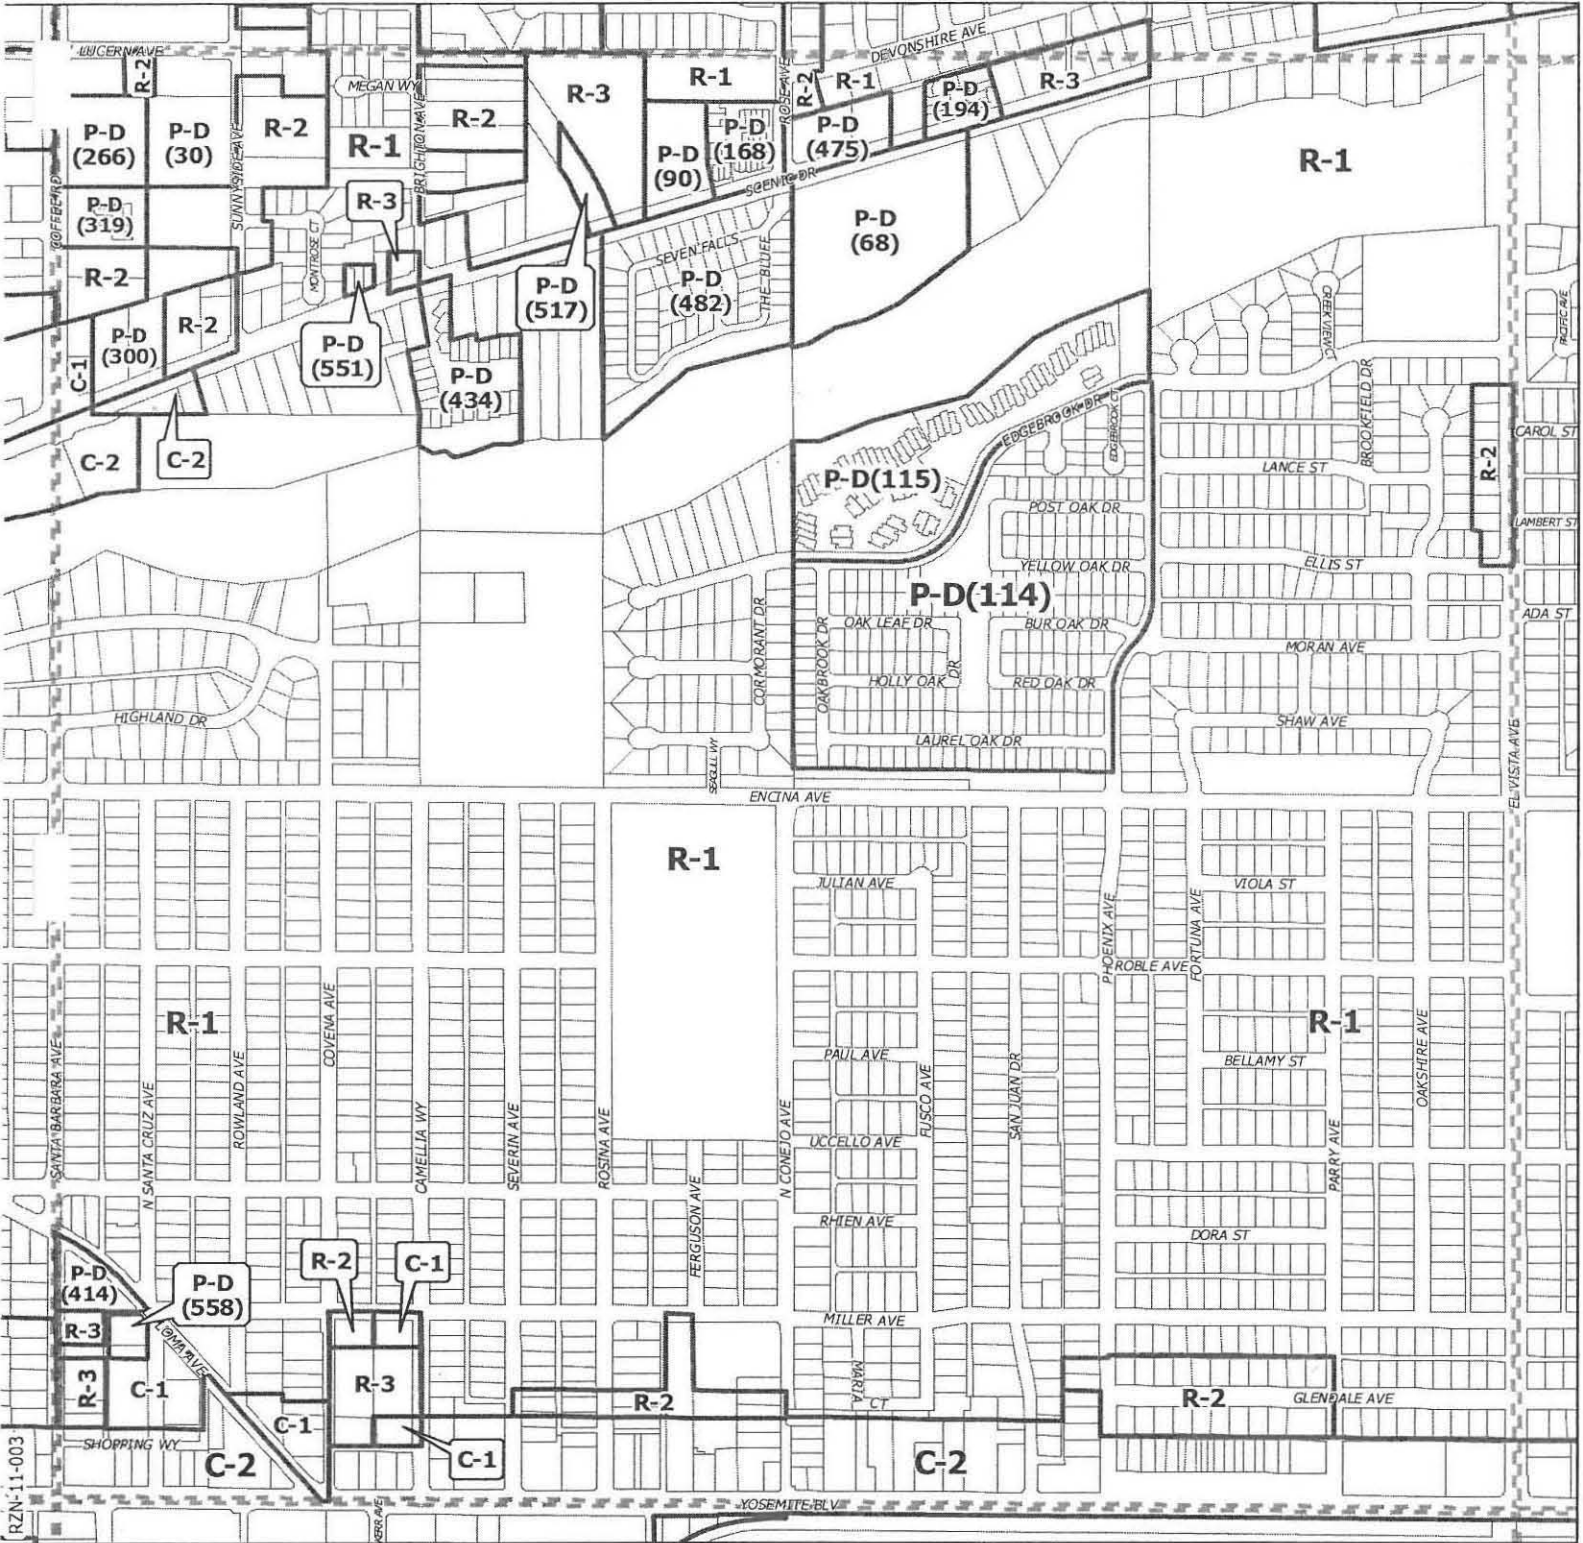 DEVONSHIRE AVE
LUCERN AVE
R-2
MEGAN WY
R-3
R-1
ROSE AVE
R-2
R-1
P-D
(194)
R-3
P-D
(266)
P-D
(30)
SUNNYSIDE AVE
R-2
R-1
BRIGHTON AVE
R-2
P-D
(90)
P-D
(168)
P-D
(475)
R-1
COFFEE RD
P-D
(319)
R-3
SCENIC DR
P-D
(68)
R-2
MONTROSE CT
P-D
(517)
SEVEN FALLS
P-D
(482)
THE BLUFF
CREEKVIEW CT
PACIFIC AVE
C-1
P-D
(300)
R-2
P-D
(551)
P-D
(434)
EDGEBROOK DR
EDGEBROOK CT
BROOKFIELD DR
C-2
C-2
P-D(115)
LANCE ST
R-2
CAROL ST
POST OAK DR
LAMBERT ST
YELLOW OAK DR
ELLIS ST
P-D(114)
CORMORANT DR
OAKBROOK DR
OAK LEAF DR
BUR OAK DR
ADA ST
MORAN AVE
HOLLY OAK
DR
RED OAK DR
HIGHLAND DR
SHAW AVE
LAUREL OAK DR
SEAGULL WY
EL VISTA AVE
ENCINA AVE
R-1
JULIAN AVE
VIOLA ST
PHOENIX AVE
FORTUNA AVE
ROBLE AVE
R-1
COVENA AVE
R-1
SANTA BARBARA AVE
N SANTA CRUZ AVE
ROWLAND AVE
CAMELLIA WY
SEVERIN AVE
ROSINA AVE
PAUL AVE
FUSCO AVE
SAN JUAN DR
BELLAMY ST
OAKSHIRE AVE
N CONEJO AVE
UCCELLO AVE
PARRY AVE
FERGUSON AVE
RHIEN AVE
DORA ST
P-D
(414)
P-D
(558)
R-2
C-1
R-3
LOMA AVE
MILLER AVE
R-3
C-1
R-3
R-2
MARIA
CT
R-2
GLENDALE AVE
C-1
SHOPPING WY
C-2
C-1
C-2
RZN-11-003
KERR AVE
YOSEMITE BLV